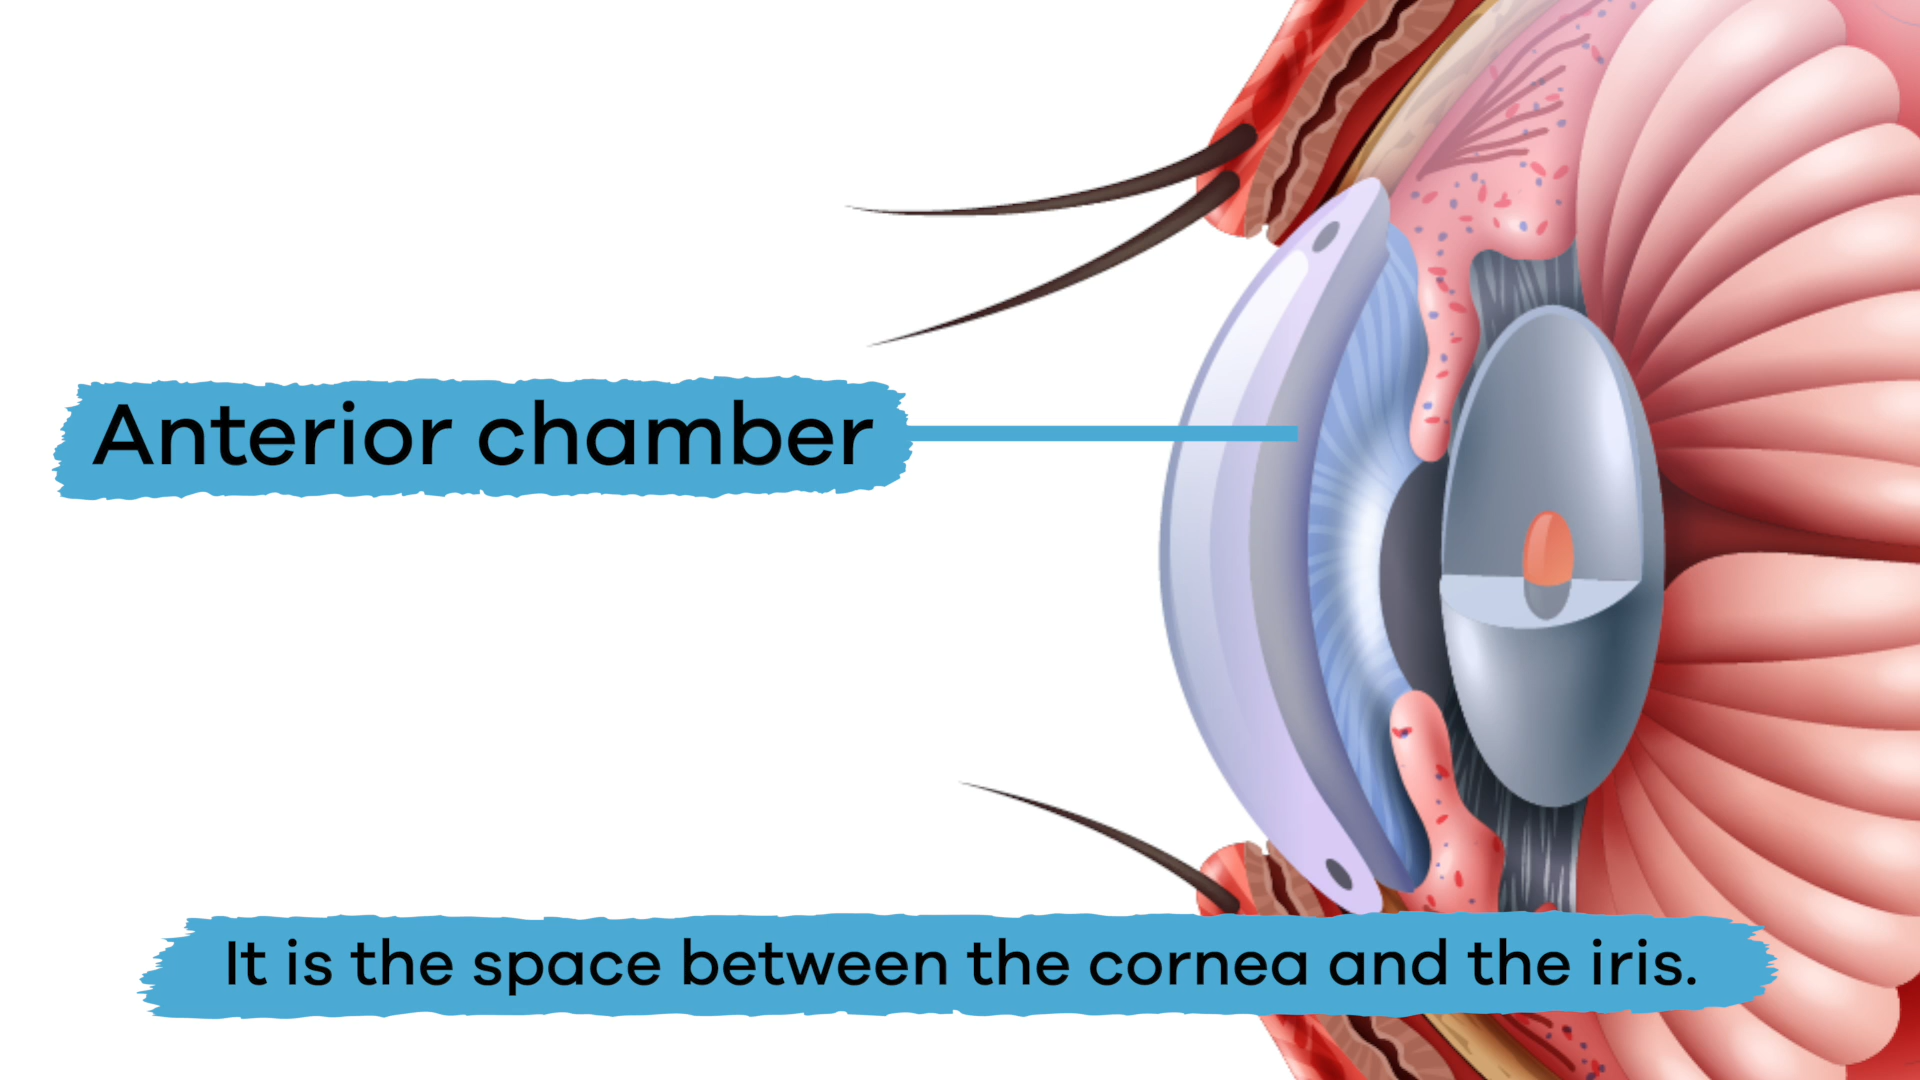 Anterior chamber
It is the space between the cornea and the iris.